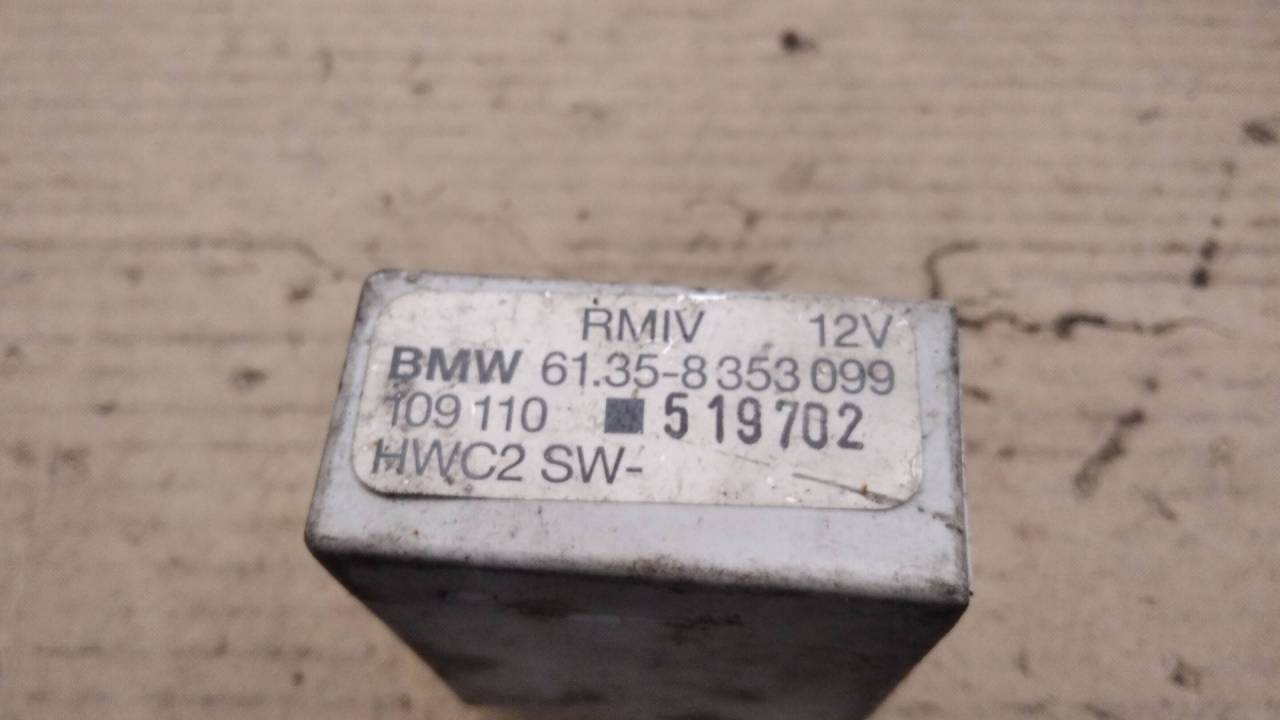 RMIV 12V
BMW 61.35-8 353 099
109 110 ■ 519702
HWC2 SW-